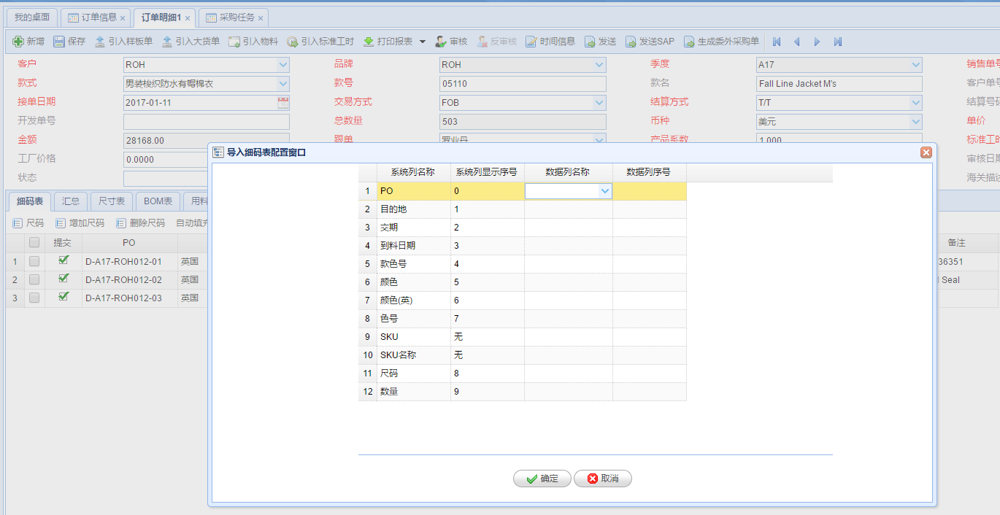 我的桌面 订单信息 × 订单明细1 × 采购任务 ×
新增 保存 引入样板单 引入大货单 引入物料 引入标准工时 打印报表 审核 反审核 时间信息 发送 发送SAP 生成委外采购单
客户 ROH 品牌 ROH 季度 A17 销售单号
款式 男装梭织防水有帽棉衣 款号 05110 款名 Fall Line Jacket M's 客户单号
接单日期 2017-01-11 交易方式 FOB 结算方式 T/T 结算号码
开发单号 总数量 503 币种 美元 单价
金额 28168.00 跟单 罗业丹 产品系数 1.000 标准工时
工厂价格 0.0000 审核日期
状态 海关描述
导入细码表配置窗口
细码表 汇总 尺寸表 BOM表 用料
尺码 增加尺码 删除尺码 自动填充
提交 PO 备注
1 D-A17-ROH012-01 英国 36351
2 D-A17-ROH012-02 英国 Seal
3 D-A17-ROH012-03 英国
系统列名称 系统列显示序号 数据列名称 数据列序号
1 PO 0
2 目的地 1
3 交期 2
4 到料日期 3
5 款色号 4
6 颜色 5
7 颜色(英) 6
8 色号 7
9 SKU 无
10 SKU名称 无
11 尺码 8
12 数量 9
确定 取消